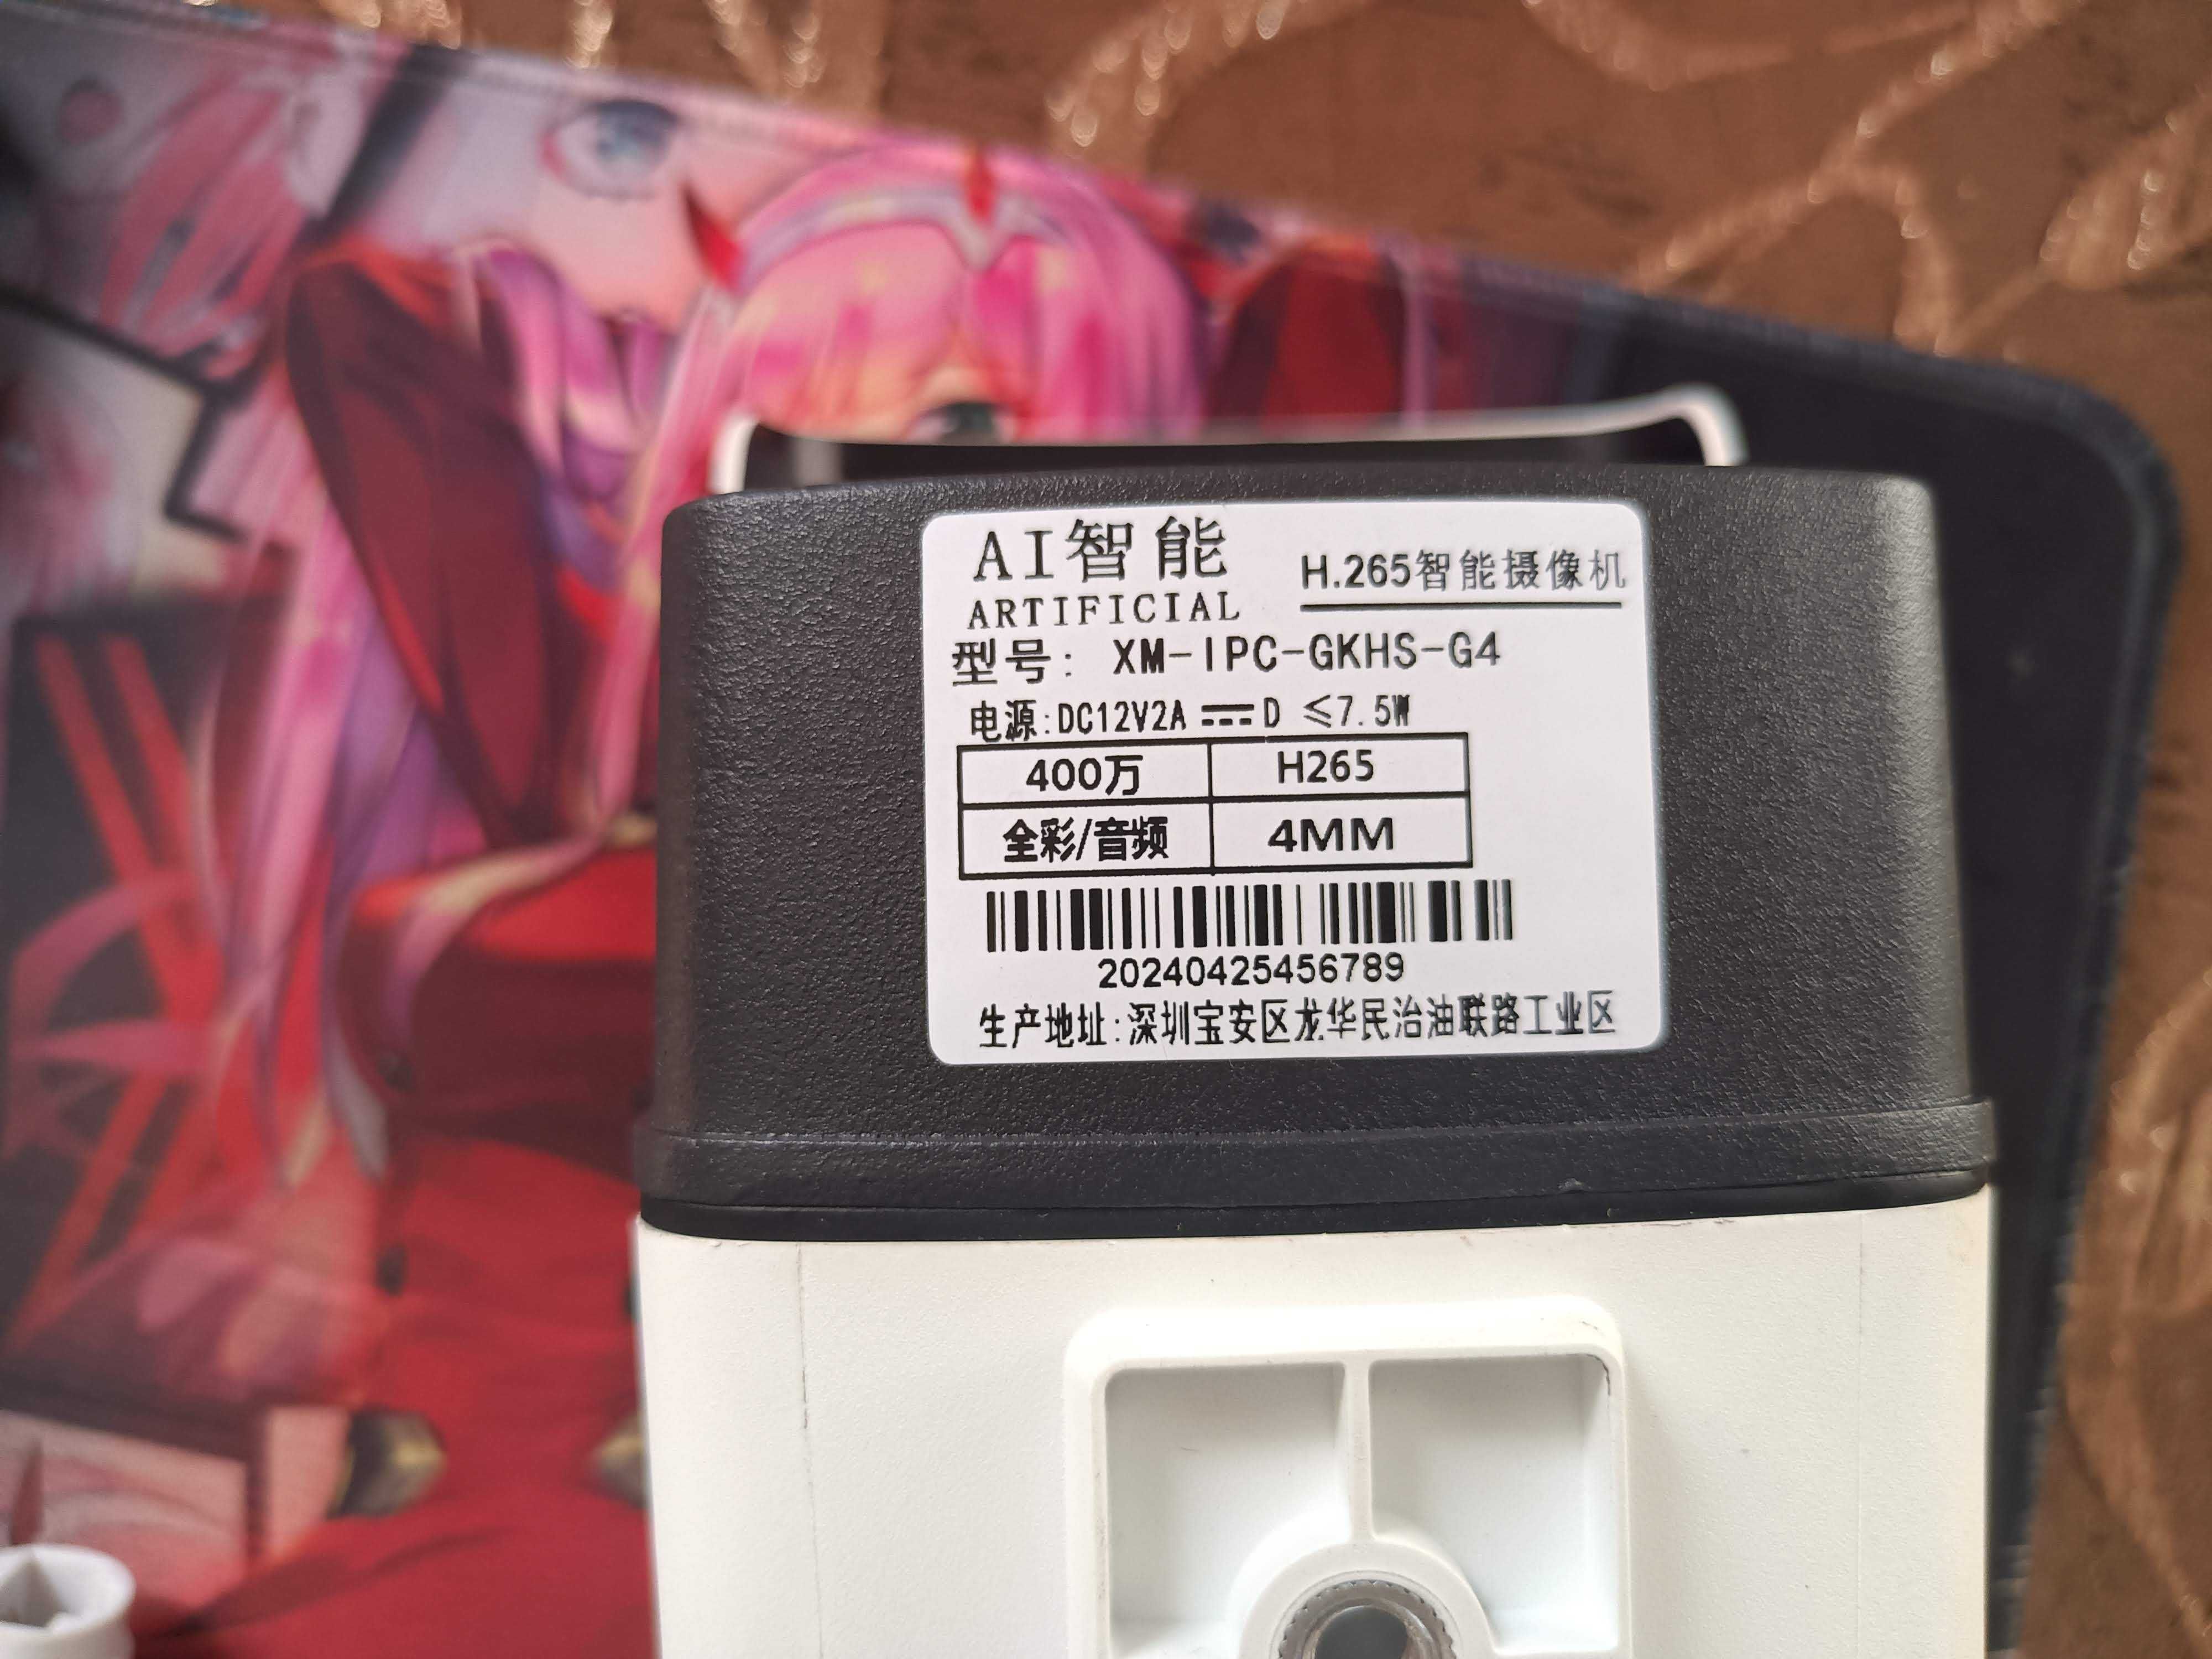 AI智能
ARTIFICIAL
H.265智能摄像机
型号: XM-IPC-GKHS-G4
电源:DC12V2A ⎓D ≤7.5W
400万 H265
全彩/音频 4MM
20240425456789
生产地址:深圳宝安区龙华民治油联路工业区